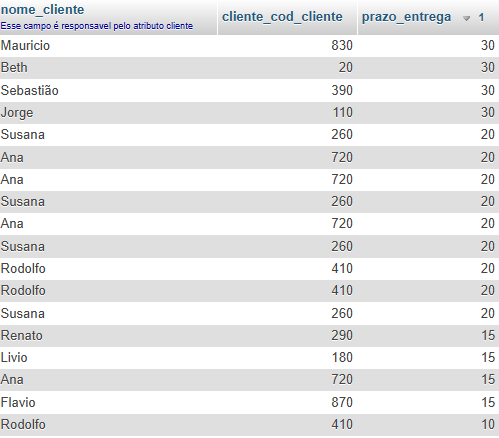 nome_cliente cliente_cod_cliente prazo_entrega 1
Esse campo é responsavel pelo atributo cliente
Mauricio 830 30
Beth 20 30
Sebastião 390 30
Jorge 110 30
Susana 260 20
Ana 720 20
Ana 720 20
Susana 260 20
Ana 720 20
Susana 260 20
Rodolfo 410 20
Rodolfo 410 20
Susana 260 20
Renato 290 15
Livio 180 15
Ana 720 15
Flavio 870 15
Rodolfo 410 10